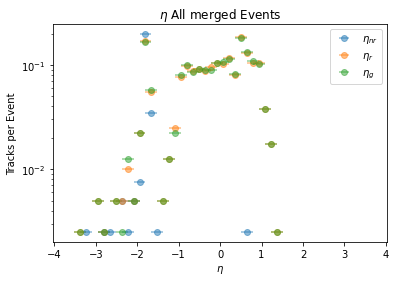 η All merged Events
Tracks per Event
10⁻¹
10⁻²
η_nr
η_r
η_g
−4 −3 −2 −1 0 1 2 3 4
η